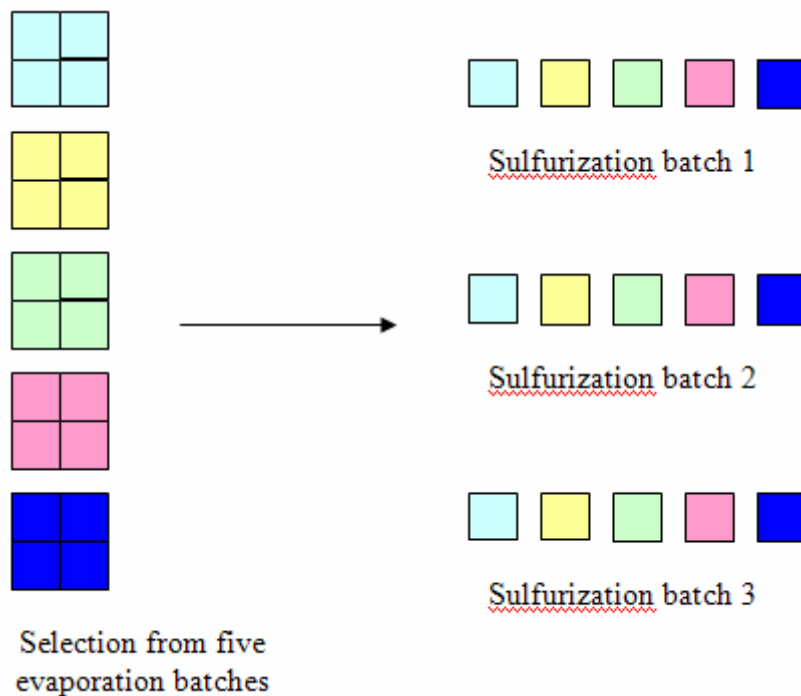 Sulfurization batch 1
Sulfurization batch 2
Sulfurization batch 3
Selection from five
evaporation batches